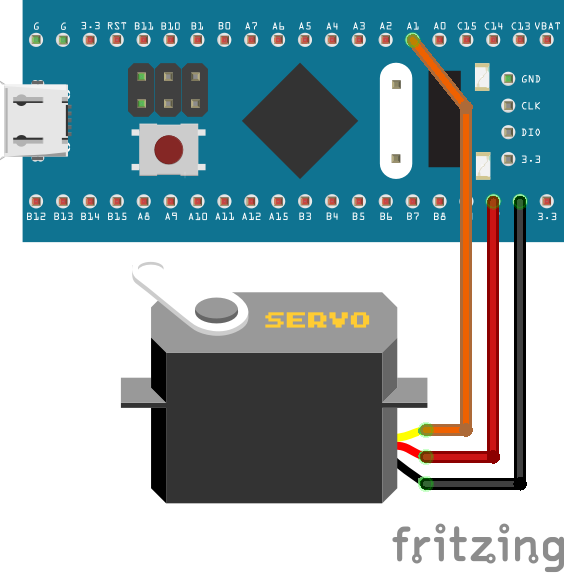 G G 3.3 RST B11 B10 B1 B0 A7 A6 A5 A4 A3 A2 A1 A0 C15 C14 C13 VBAT
GND
CLK
DIO
3.3
B12 B13 B14 B15 A8 A9 A10 A11 A12 A15 B3 B4 B5 B6 B7 B8 3.3
SERVO
fritzing